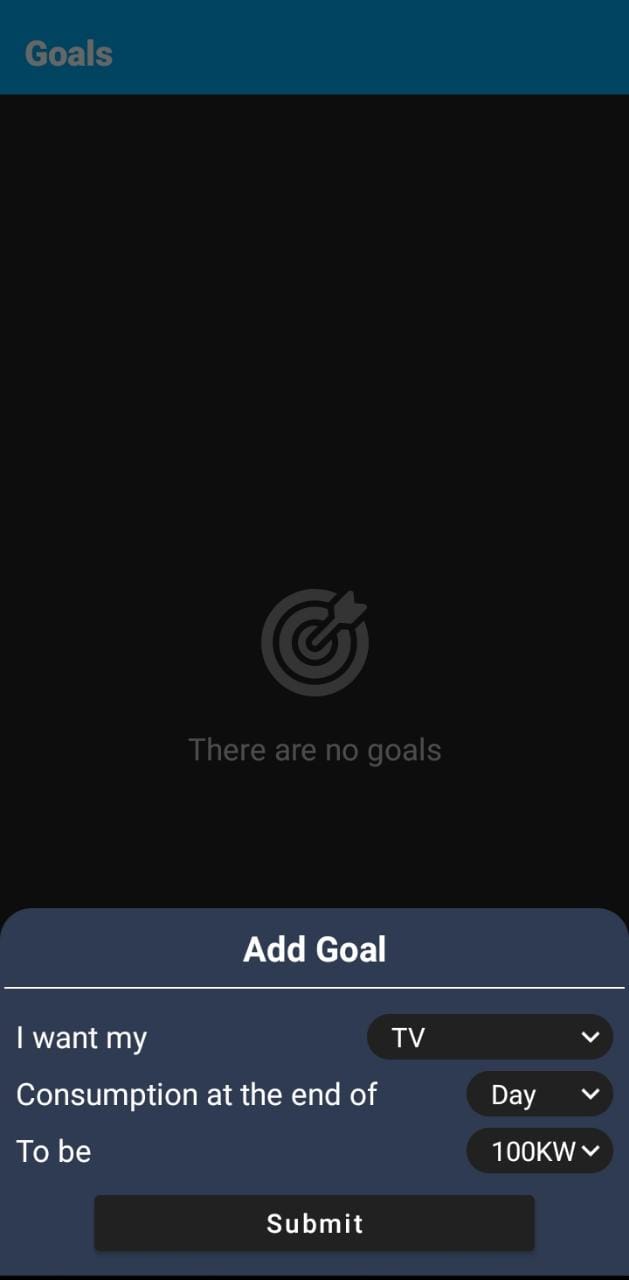 Goals
There are no goals
Add Goal
I want my TV
Consumption at the end of Day
To be 100KW
Submit